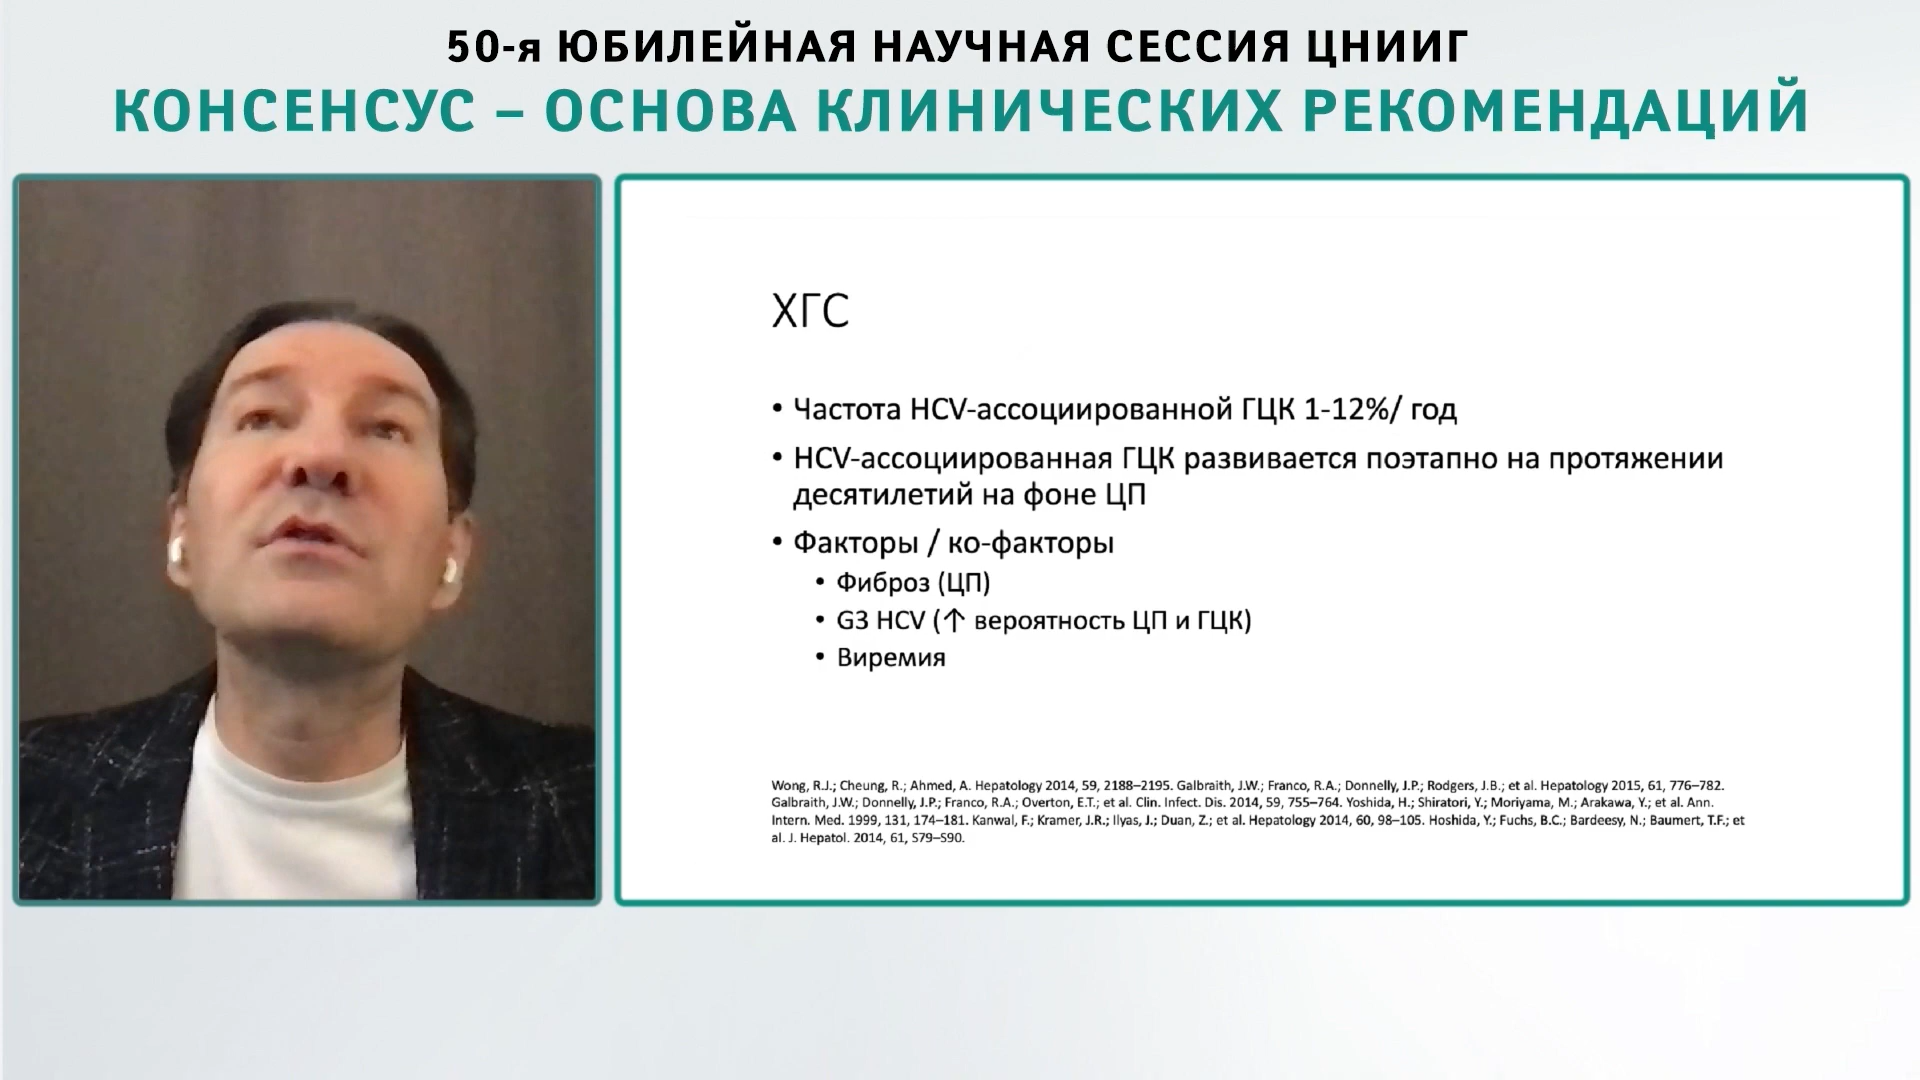 50-я ЮБИЛЕЙНАЯ НАУЧНАЯ СЕССИЯ ЦНИИГ
КОНСЕНСУС – ОСНОВА КЛИНИЧЕСКИХ РЕКОМЕНДАЦИЙ
ХГС
• Частота HCV-ассоциированной ГЦК 1-12%/ год
• HCV-ассоциированная ГЦК развивается поэтапно на протяжении
десятилетий на фоне ЦП
• Факторы / ко-факторы
• Фиброз (ЦП)
• G3 HCV (↑ вероятность ЦП и ГЦК)
• Виремия
Wong, R.J.; Cheung, R.; Ahmed, A. Hepatology 2014, 59, 2188–2195. Galbraith, J.W.; Franco, R.A.; Donnelly, J.P.; Rodgers, J.B.; et al. Hepatology 2015, 61, 776–782.
Galbraith, J.W.; Donnelly, J.P.; Franco, R.A.; Overton, E.T.; et al. Clin. Infect. Dis. 2014, 59, 755–764. Yoshida, H.; Shiratori, Y.; Moriyama, M.; Arakawa, Y.; et al. Ann.
Intern. Med. 1999, 131, 174–181. Kanwal, F.; Kramer, J.R.; Ilyas, J.; Duan, Z.; et al. Hepatology 2014, 60, 98–105. Hoshida, Y.; Fuchs, B.C.; Bardeesy, N.; Baumert, T.F.; et
al. J. Hepatol. 2014, 61, S79–S90.